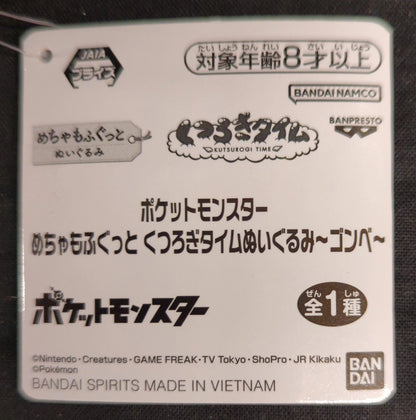 JAIA
プライズ
たいしょうねんれい さい いじょう
対象年齢8才以上
BANDAI NAMCO
めちゃもふぐっと
ぬいぐるみ
くつろぎタイム
KUTSUROGI TIME
BANPRESTO
ポケットモンスター
めちゃもふぐっと くつろぎタイムぬいぐるみ~ゴンベ~
ポケットモンスター
ぜん しゅ
全1種
©Nintendo・Creatures・GAME FREAK・TV Tokyo・ShoPro・JR Kikaku
©Pokémon
BANDAI SPIRITS MADE IN VIETNAM
BAN
DAI